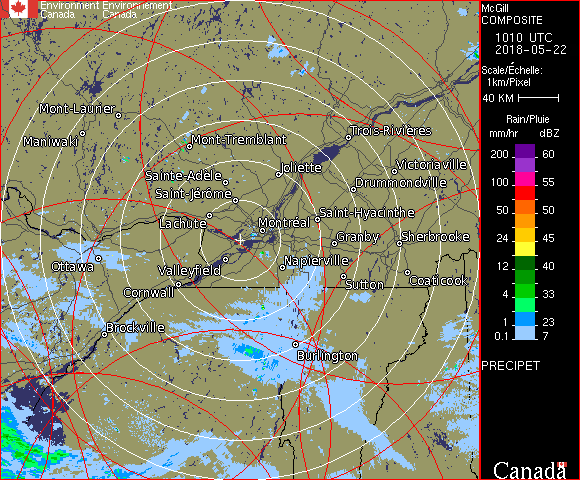 Environment Environnement
Canada Canada
McGill
COMPOSITE
1010 UTC
2018-05-22
Scale/Échelle:
1km/Pixel
40 KM
Rain/Pluie
mm/hr dBZ
200 60
150 57
100 55
50 50
24 45
12 40
4 33
1 23
0.1 7
PRECIPET
Canada
Mont-Laurier
Maniwaki
Mont-Tremblant
Trois-Rivières
Joliette
Victoriaville
Sainte-Adèle
Drummondville
Saint-Jérôme
Lachute
Saint-Hyacinthe
Montréal
Granby
Sherbrooke
Ottawa
Valleyfield
Napierville
Cornwall
Sutton
Coaticook
Brockville
Burlington